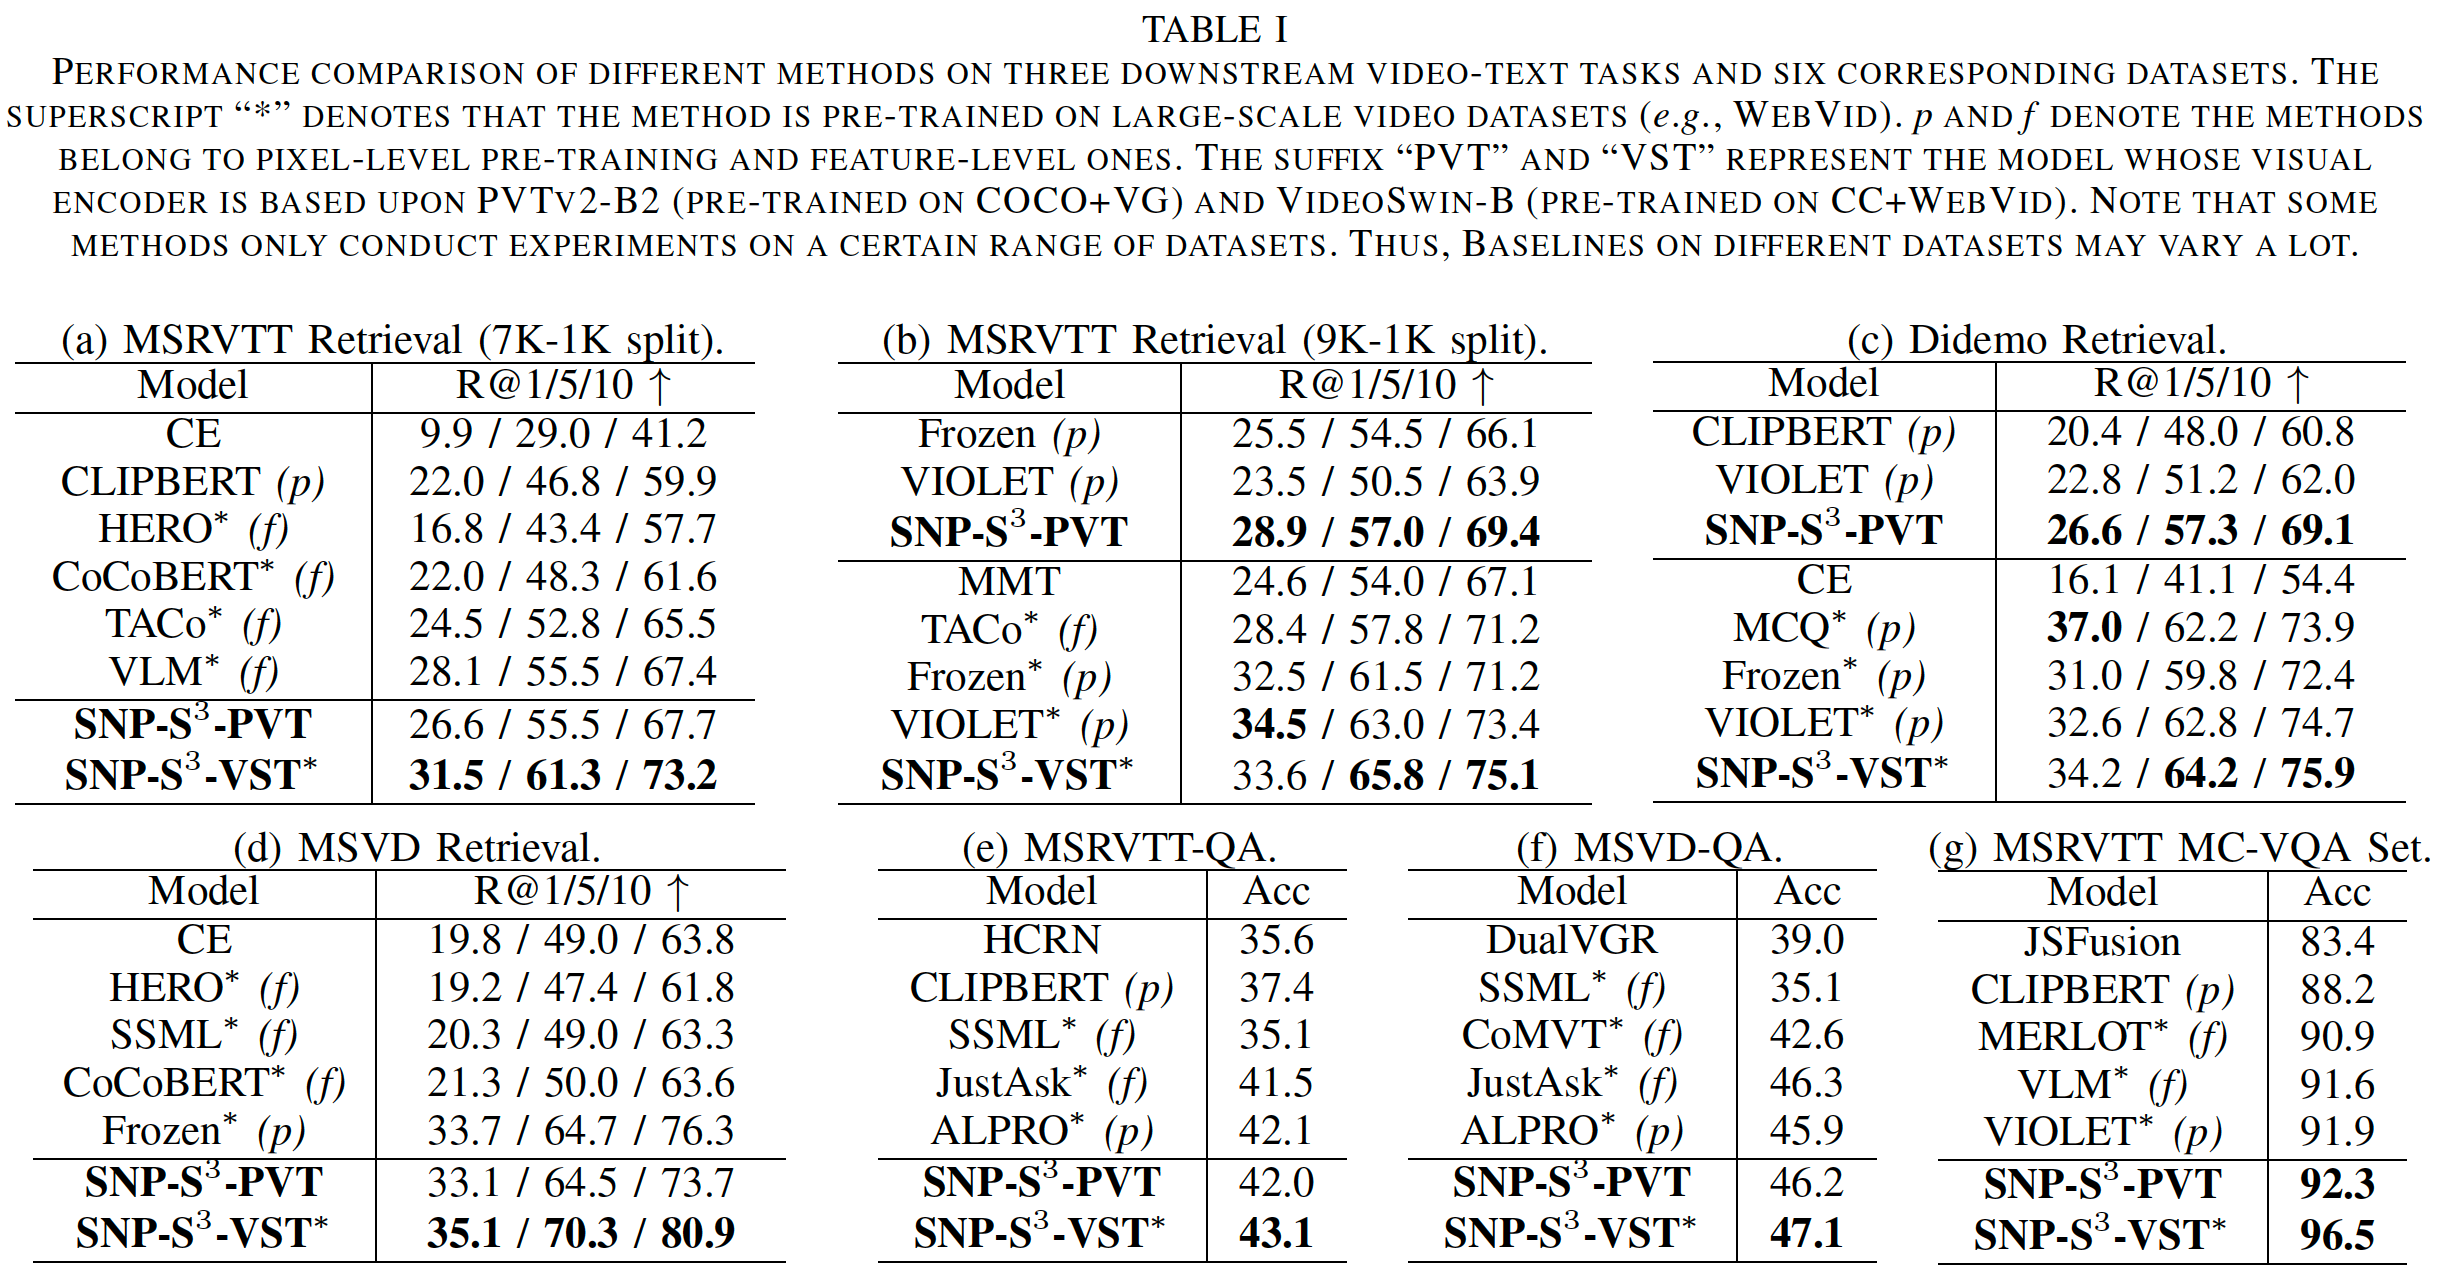 TABLE I
PERFORMANCE COMPARISON OF DIFFERENT METHODS ON THREE DOWNSTREAM VIDEO-TEXT TASKS AND SIX CORRESPONDING DATASETS. THE
SUPERSCRIPT “*” DENOTES THAT THE METHOD IS PRE-TRAINED ON LARGE-SCALE VIDEO DATASETS (e.g., WEBVID). p AND f DENOTE THE METHODS
BELONG TO PIXEL-LEVEL PRE-TRAINING AND FEATURE-LEVEL ONES. THE SUFFIX “PVT” AND “VST” REPRESENT THE MODEL WHOSE VISUAL
ENCODER IS BASED UPON PVTV2-B2 (PRE-TRAINED ON COCO+VG) AND VIDEOSWIN-B (PRE-TRAINED ON CC+WEBVID). NOTE THAT SOME
METHODS ONLY CONDUCT EXPERIMENTS ON A CERTAIN RANGE OF DATASETS. THUS, BASELINES ON DIFFERENT DATASETS MAY VARY A LOT.
(a) MSRVTT Retrieval (7K-1K split).
Model R@1/5/10 ↑
CE 9.9 / 29.0 / 41.2
CLIPBERT (p) 22.0 / 46.8 / 59.9
HERO* (f) 16.8 / 43.4 / 57.7
CoCoBERT* (f) 22.0 / 48.3 / 61.6
TACo* (f) 24.5 / 52.8 / 65.5
VLM* (f) 28.1 / 55.5 / 67.4
SNP-S³-PVT 26.6 / 55.5 / 67.7
SNP-S³-VST* 31.5 / 61.3 / 73.2
(b) MSRVTT Retrieval (9K-1K split).
Model R@1/5/10 ↑
Frozen (p) 25.5 / 54.5 / 66.1
VIOLET (p) 23.5 / 50.5 / 63.9
SNP-S³-PVT 28.9 / 57.0 / 69.4
MMT 24.6 / 54.0 / 67.1
TACo* (f) 28.4 / 57.8 / 71.2
Frozen* (p) 32.5 / 61.5 / 71.2
VIOLET* (p) 34.5 / 63.0 / 73.4
SNP-S³-VST* 33.6 / 65.8 / 75.1
(c) Didemo Retrieval.
Model R@1/5/10 ↑
CLIPBERT (p) 20.4 / 48.0 / 60.8
VIOLET (p) 22.8 / 51.2 / 62.0
SNP-S³-PVT 26.6 / 57.3 / 69.1
CE 16.1 / 41.1 / 54.4
MCQ* (p) 37.0 / 62.2 / 73.9
Frozen* (p) 31.0 / 59.8 / 72.4
VIOLET* (p) 32.6 / 62.8 / 74.7
SNP-S³-VST* 34.2 / 64.2 / 75.9
(d) MSVD Retrieval.
Model R@1/5/10 ↑
CE 19.8 / 49.0 / 63.8
HERO* (f) 19.2 / 47.4 / 61.8
SSML* (f) 20.3 / 49.0 / 63.3
CoCoBERT* (f) 21.3 / 50.0 / 63.6
Frozen* (p) 33.7 / 64.7 / 76.3
SNP-S³-PVT 33.1 / 64.5 / 73.7
SNP-S³-VST* 35.1 / 70.3 / 80.9
(e) MSRVTT-QA.
Model Acc
HCRN 35.6
CLIPBERT (p) 37.4
SSML* (f) 35.1
JustAsk* (f) 41.5
ALPRO* (p) 42.1
SNP-S³-PVT 42.0
SNP-S³-VST* 43.1
(f) MSVD-QA.
Model Acc
DualVGR 39.0
SSML* (f) 35.1
CoMVT* (f) 42.6
JustAsk* (f) 46.3
ALPRO* (p) 45.9
SNP-S³-PVT 46.2
SNP-S³-VST* 47.1
(g) MSRVTT MC-VQA Set.
Model Acc
JSFusion 83.4
CLIPBERT (p) 88.2
MERLOT* (f) 90.9
VLM* (f) 91.6
VIOLET* (p) 91.9
SNP-S³-PVT 92.3
SNP-S³-VST* 96.5